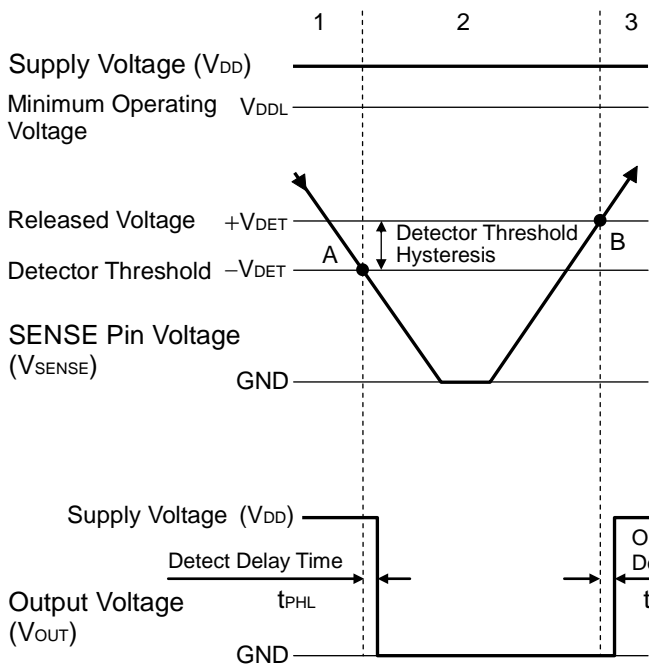 1 2 3
Supply Voltage (VDD)
Minimum Operating
Voltage
VDDL
Released Voltage +VDET
Detector Threshold
Hysteresis
A
B
Detector Threshold −VDET
SENSE Pin Voltage
(VSENSE)
GND
Supply Voltage (VDD)
Detect Delay Time
tPHL
Output Voltage
(VOUT)
GND